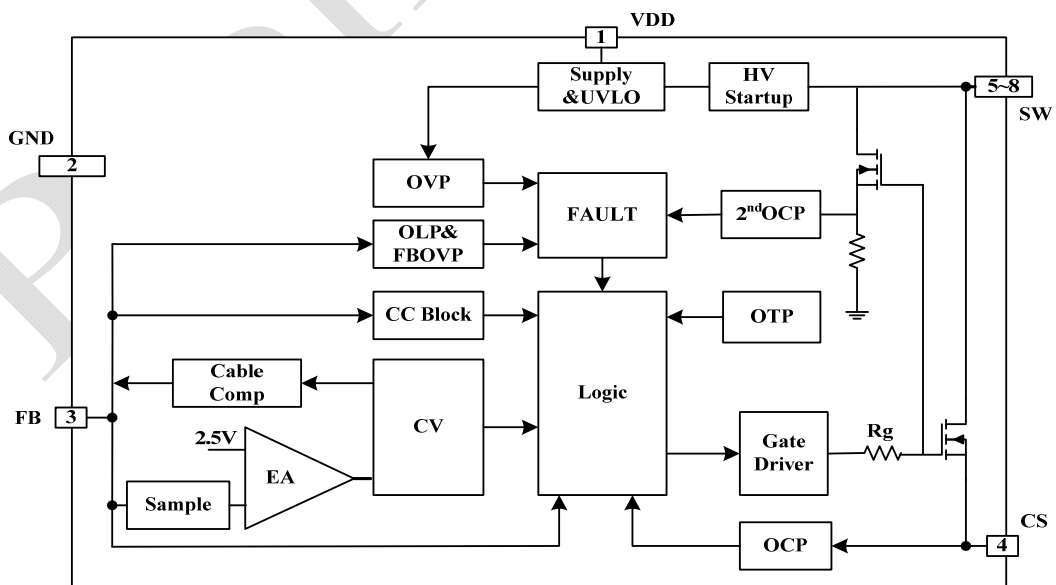 VDD
1
Supply
&UVLO
HV
Startup
5~8
SW
GND
2
OVP
FAULT
2ndOCP
OLP&
FBOVP
CC Block
OTP
Cable
Comp
Logic
FB
3
CV
2.5V
EA
Gate
Driver
Rg
Sample
CS
OCP
4